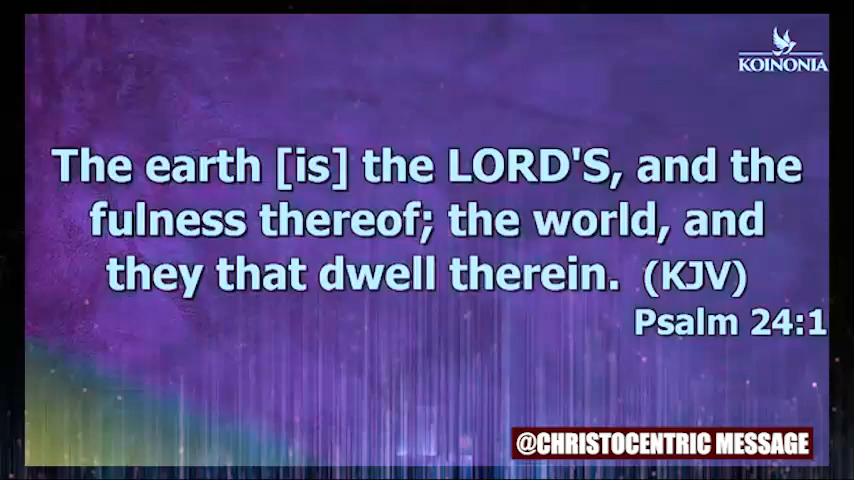 KOINONIA
The earth [is] the LORD'S, and the
fulness thereof; the world, and
they that dwell therein. (KJV)
Psalm 24:1
@CHRISTOCENTRIC MESSAGE